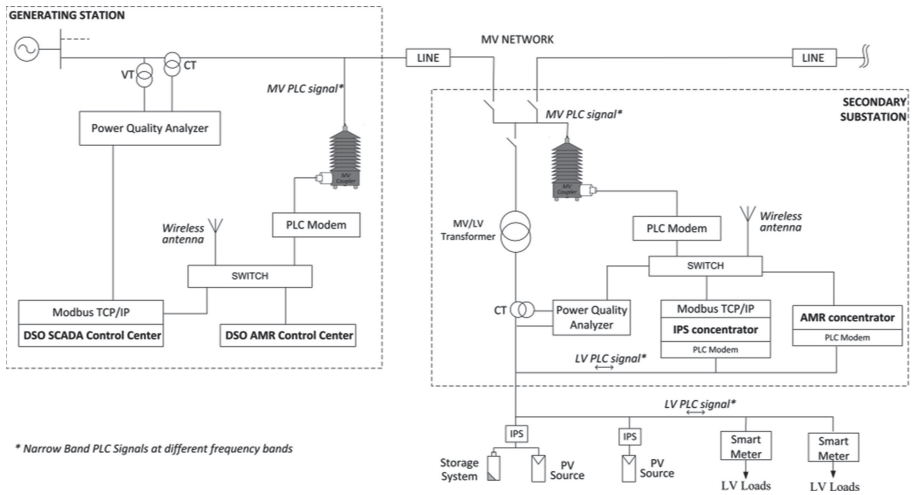 GENERATING STATION
VT
CT
Power Quality Analyzer
MV PLC signal*
MV
Coupler
Wireless
antenna
PLC Modem
SWITCH
Modbus TCP/IP
DSO SCADA Control Center
DSO AMR Control Center
LINE
MV NETWORK
LINE
SECONDARY
SUBSTATION
MV PLC signal*
MV
Coupler
MV/LV
Transformer
PLC Modem
Wireless
antenna
SWITCH
CT
Power Quality
Analyzer
Modbus TCP/IP
IPS concentrator
PLC Modem
AMR concentrator
PLC Modem
LV PLC signal*
LV PLC signal*
IPS
IPS
Storage
System
PV
Source
PV
Source
Smart
Meter
Smart
Meter
LV Loads
LV Loads
* Narrow Band PLC Signals at different frequency bands